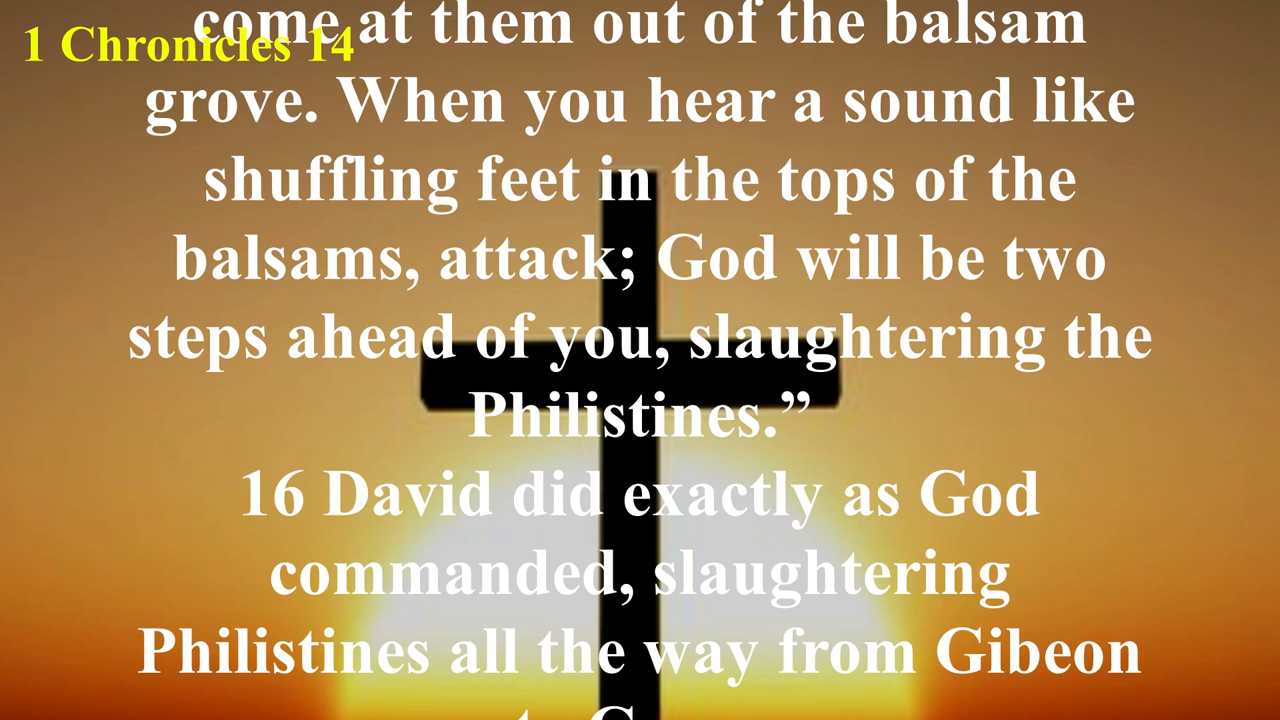 1 Chronicles 14
come at them out of the balsam
grove. When you hear a sound like
shuffling feet in the tops of the
balsams, attack; God will be two
steps ahead of you, slaughtering the
Philistines.”
16 David did exactly as God
commanded, slaughtering
Philistines all the way from Gibeon